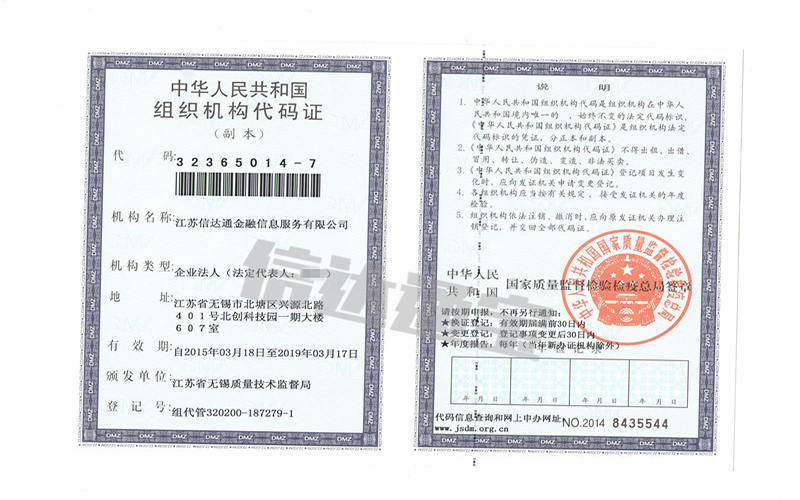 中华人民共和国
组织机构代码证
(副本)
代 码: 32365014-7
机构名称: 江苏信达通金融信息服务有限公司
机构类型: 企业法人 (法定代表人: )
地 址: 江苏省无锡市北塘区兴源北路
401号北创科技园一期大楼
607室
有 效 期: 自2015年03月18日至2019年03月17日
颁发单位: 江苏省无锡质量技术监督局
登 记 号: 组代管320200-187279-1
说 明
1. 中华人民共和国组织机构代码是组织机构在中华人
民共和国境内唯一的、始终不变的法定代码标识,
《中华人民共和国组织机构代码证》是组织机构法定
代码标识的凭证,分正本和副本。
2.《中华人民共和国组织机构代码证》不得出租、出借、
冒用、转让、伪造、变造、非法买卖。
3.《中华人民共和国组织机构代码证》登记项目发生变
化时,应向发证机关申请变更登记。
4. 各组织机构应当按有关规定,接受发证机关的年度
检验。
5. 组织机构依法注销、撤消时,应向原发证机关办理注
销登记,并交回全部代码证。
中华人民
共和国 国家质量监督检验检疫总局签章
中华人民共和国国家质量监督检验检疫总局
请按期申报,不再另行通知:
★换证登记:有效期届满前30日内
★变更登记:登记事项变更后30日内
★年度报告:每年(当年新办证机构除外)
年检记录
年 月 日 年 月 日 年 月 日 年 月 日
代码信息查询和网上申办网址
www.jsdm.org.cn
NO.2014 8435544
信达通宝